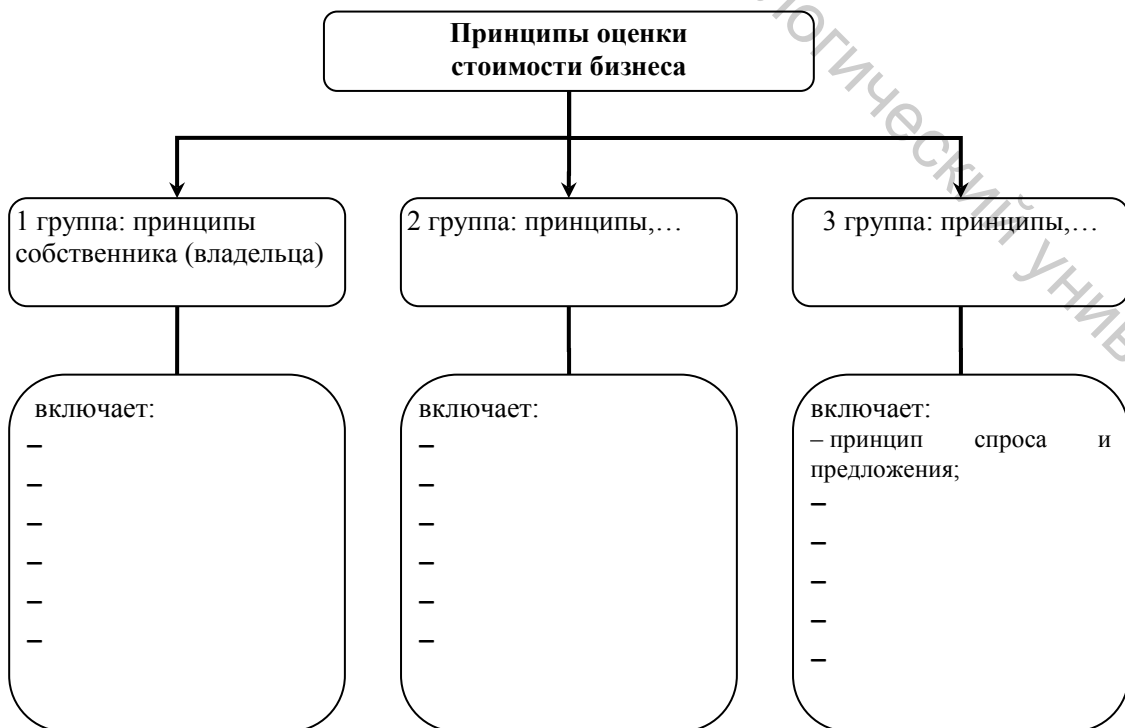 Принципы оценки
стоимости бизнеса
1 группа: принципы
собственника (владельца)
2 группа: принципы,…
3 группа: принципы,…
включает:
–
–
–
–
–
–
включает:
–
–
–
–
–
–
включает:
– принцип спроса и
предложения;
–
–
–
–
–